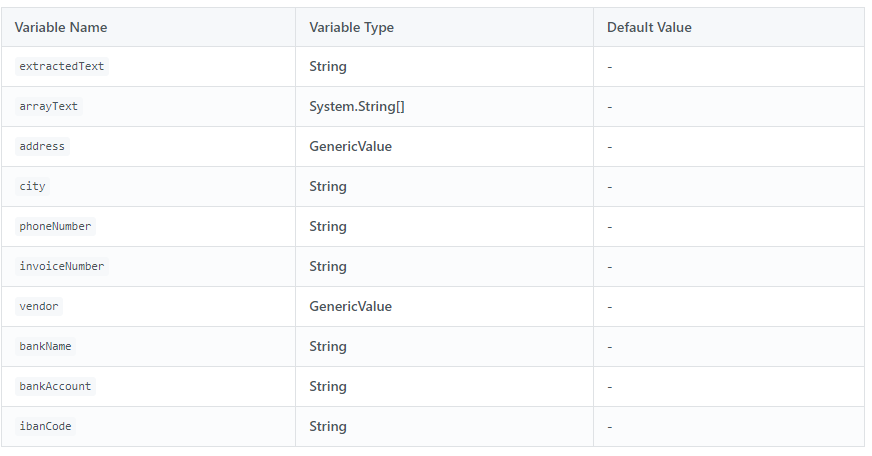 Variable Name Variable Type Default Value
extractedText String -
arrayText System.String[] -
address GenericValue -
city String -
phoneNumber String -
invoiceNumber String -
vendor GenericValue -
bankName String -
bankAccount String -
ibanCode String -